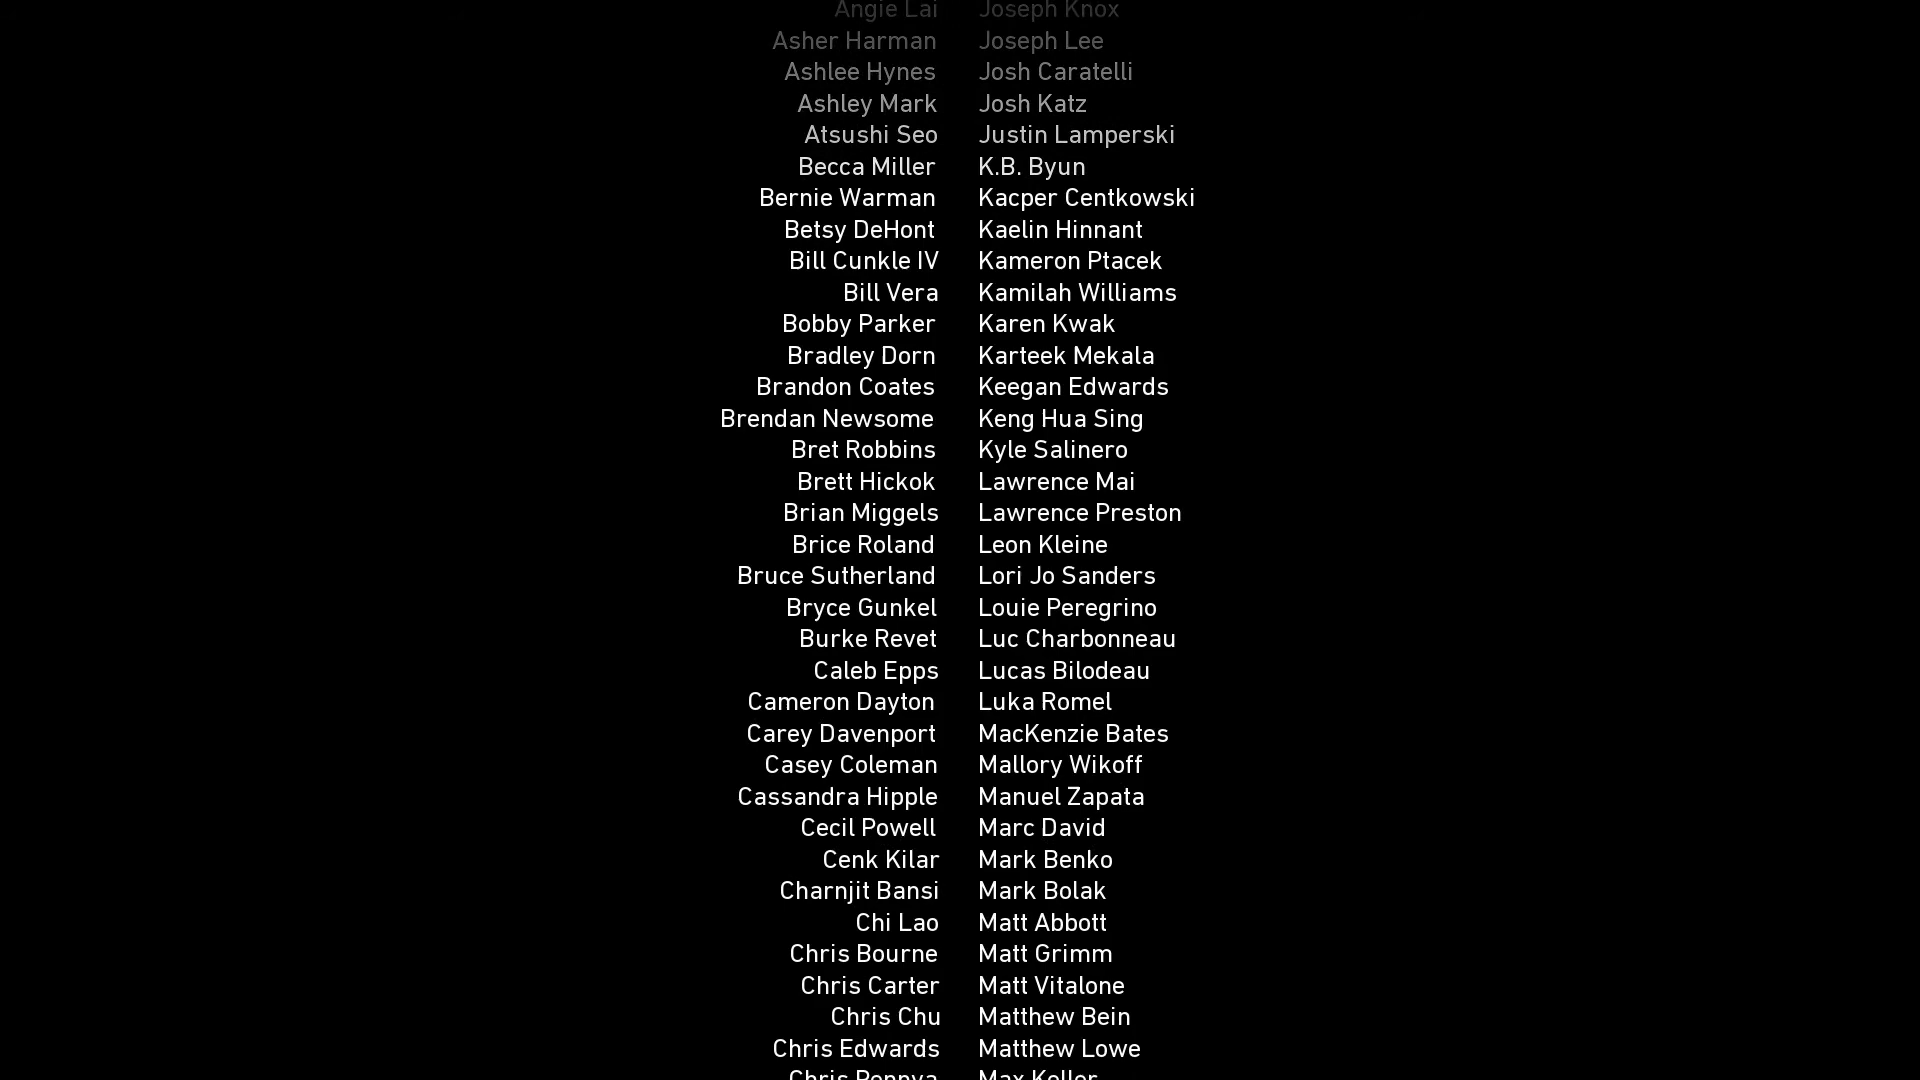 Angie Lai Joseph Knox
Asher Harman Joseph Lee
Ashlee Hynes Josh Caratelli
Ashley Mark Josh Katz
Atsushi Seo Justin Lamperski
Becca Miller K.B. Byun
Bernie Warman Kacper Centkowski
Betsy DeHont Kaelin Hinnant
Bill Cunkle IV Kameron Ptacek
Bill Vera Kamilah Williams
Bobby Parker Karen Kwak
Bradley Dorn Karteek Mekala
Brandon Coates Keegan Edwards
Brendan Newsome Keng Hua Sing
Bret Robbins Kyle Salinero
Brett Hickok Lawrence Mai
Brian Miggels Lawrence Preston
Brice Roland Leon Kleine
Bruce Sutherland Lori Jo Sanders
Bryce Gunkel Louie Peregrino
Burke Revet Luc Charbonneau
Caleb Epps Lucas Bilodeau
Cameron Dayton Luka Romel
Carey Davenport MacKenzie Bates
Casey Coleman Mallory Wikoff
Cassandra Hipple Manuel Zapata
Cecil Powell Marc David
Cenk Kilar Mark Benko
Charnjit Bansi Mark Bolak
Chi Lao Matt Abbott
Chris Bourne Matt Grimm
Chris Carter Matt Vitalone
Chris Chu Matthew Bein
Chris Edwards Matthew Lowe
Chris Max